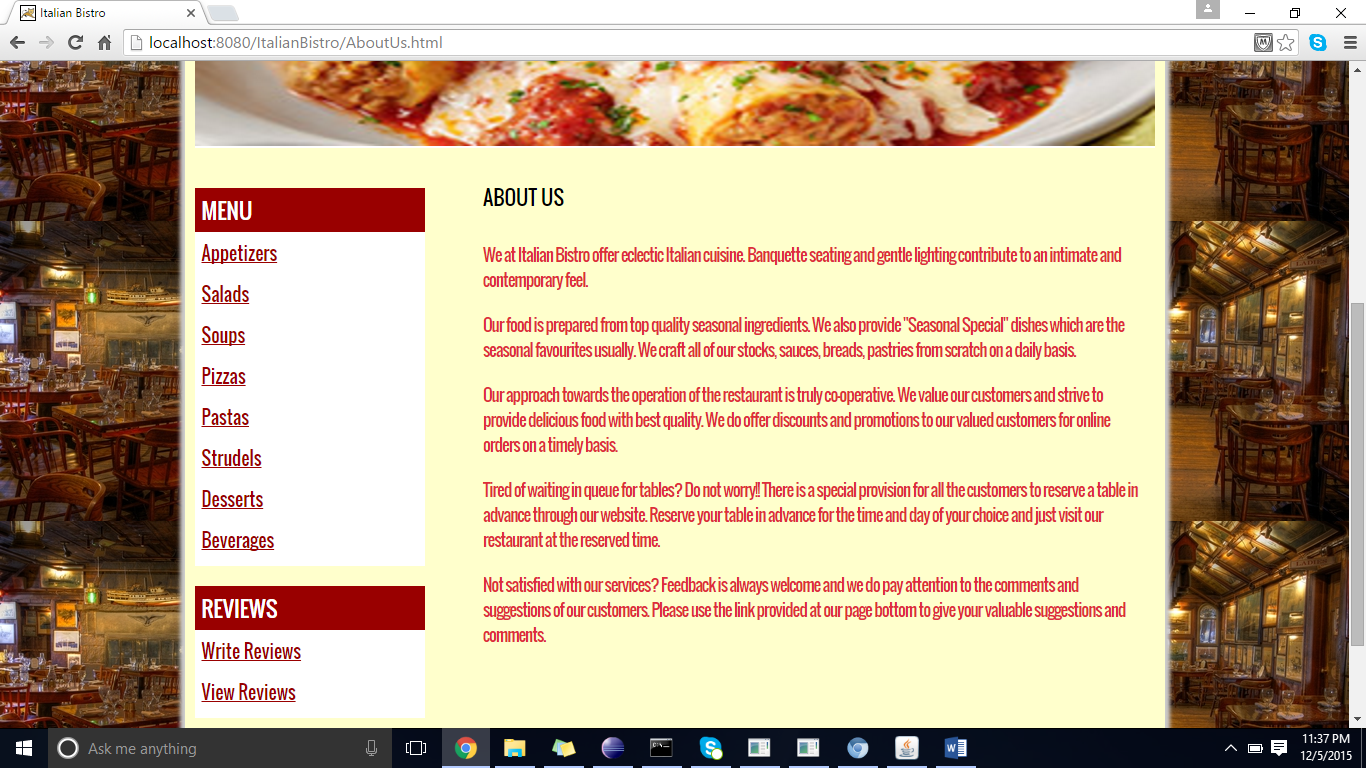 Italian Bistro
localhost:8080/ItalianBistro/AboutUs.html
MENU
Appetizers
Salads
Soups
Pizzas
Pastas
Strudels
Desserts
Beverages
REVIEWS
Write Reviews
View Reviews
ABOUT US
We at Italian Bistro offer eclectic Italian cuisine. Banquette seating and gentle lighting contribute to an intimate and
contemporary feel.
Our food is prepared from top quality seasonal ingredients. We also provide "Seasonal Special" dishes which are the
seasonal favourites usually. We craft all of our stocks, sauces, breads, pastries from scratch on a daily basis.
Our approach towards the operation of the restaurant is truly co-operative. We value our customers and strive to
provide delicious food with best quality. We do offer discounts and promotions to our valued customers for online
orders on a timely basis.
Tired of waiting in queue for tables? Do not worry!! There is a special provision for all the customers to reserve a table in
advance through our website. Reserve your table in advance for the time and day of your choice and just visit our
restaurant at the reserved time.
Not satisfied with our services? Feedback is always welcome and we do pay attention to the comments and
suggestions of our customers. Please use the link provided at our page bottom to give your valuable suggestions and
comments.
Ask me anything
11:37 PM
12/5/2015